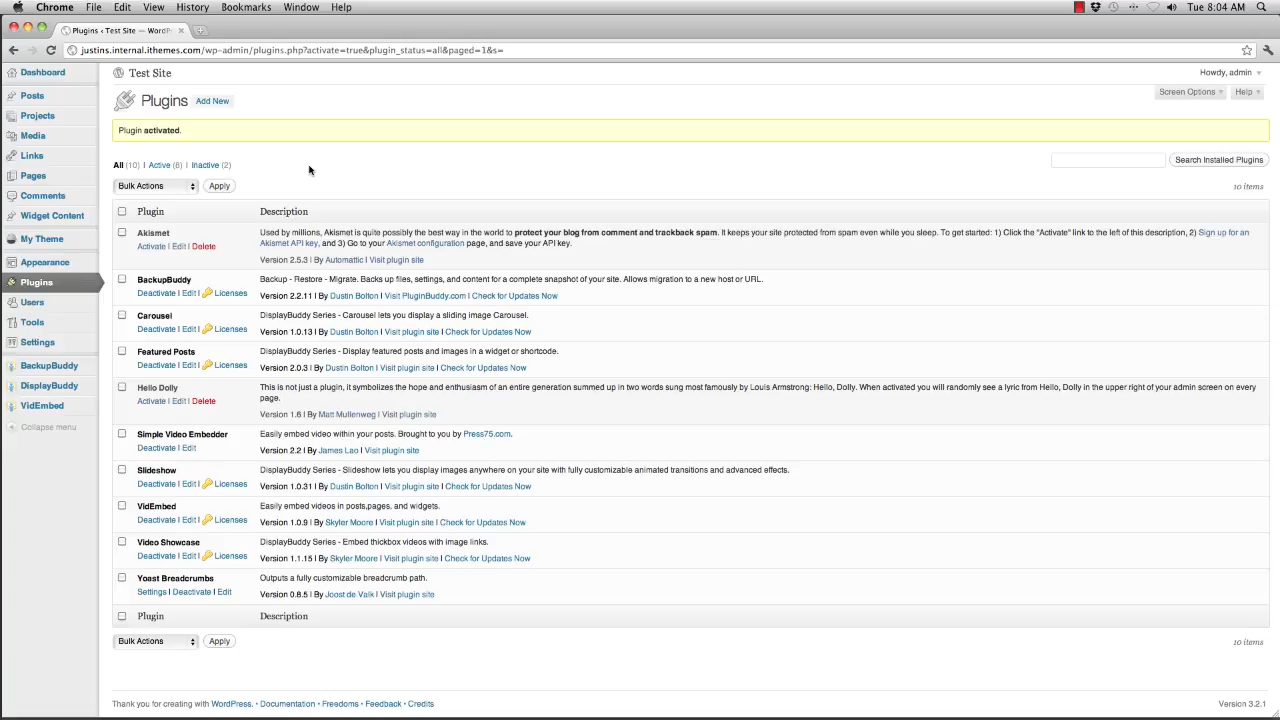 Chrome File Edit View History Bookmarks Window Help Tue 8:04 AM
Plugins ‹ Test Site — WordP
justins.internal.ithemes.com/wp-admin/plugins.php?activate=true&plugin_status=all&paged=1&s=
Test Site
Howdy, admin
Dashboard
Posts
Projects
Media
Links
Pages
Comments
Widget Content
My Theme
Appearance
Plugins
Users
Tools
Settings
BackupBuddy
DisplayBuddy
VidEmbed
Collapse menu
Plugins Add New
Screen Options Help
Plugin activated.
All (10) | Active (8) | Inactive (2)
Search Installed Plugins
Bulk Actions Apply
10 items
Plugin Description
Akismet
Activate | Edit | Delete
Used by millions, Akismet is quite possibly the best way in the world to protect your blog from comment and trackback spam. It keeps your site protected from spam even while you sleep. To get started: 1) Click the "Activate" link to the left of this description, 2) Sign up for an
Akismet API key, and 3) Go to your Akismet configuration page, and save your API key.
Version 2.5.3 | By Automattic | Visit plugin site
BackupBuddy
Deactivate | Edit | Licenses
Backup - Restore - Migrate. Backs up files, settings, and content for a complete snapshot of your site. Allows migration to a new host or URL.
Version 2.2.11 | By Dustin Bolton | Visit PluginBuddy.com | Check for Updates Now
Carousel
Deactivate | Edit | Licenses
DisplayBuddy Series - Carousel lets you display a sliding image Carousel.
Version 1.0.13 | By Dustin Bolton | Visit plugin site | Check for Updates Now
Featured Posts
Deactivate | Edit | Licenses
DisplayBuddy Series - Display featured posts and images in a widget or shortcode.
Version 2.0.3 | By Dustin Bolton | Visit plugin site | Check for Updates Now
Hello Dolly
Activate | Edit | Delete
This is not just a plugin, it symbolizes the hope and enthusiasm of an entire generation summed up in two words sung most famously by Louis Armstrong: Hello, Dolly. When activated you will randomly see a lyric from Hello, Dolly in the upper right of your admin screen on every
page.
Version 1.6 | By Matt Mullenweg | Visit plugin site
Simple Video Embedder
Deactivate | Edit
Easily embed video within your posts. Brought to you by Press75.com.
Version 2.2 | By James Lao | Visit plugin site
Slideshow
Deactivate | Edit | Licenses
DisplayBuddy Series - Slideshow lets you display images anywhere on your site with fully customizable animated transitions and advanced effects.
Version 1.0.31 | By Dustin Bolton | Visit plugin site | Check for Updates Now
VidEmbed
Deactivate | Edit | Licenses
Easily embed videos in posts,pages, and widgets.
Version 1.0.9 | By Skyler Moore | Visit plugin site | Check for Updates Now
Video Showcase
Deactivate | Edit | Licenses
DisplayBuddy Series - Embed thickbox videos with image links.
Version 1.1.15 | By Skyler Moore | Visit plugin site | Check for Updates Now
Yoast Breadcrumbs
Settings | Deactivate | Edit
Outputs a fully customizable breadcrumb path.
Version 0.8.5 | By Joost de Valk | Visit plugin site
Plugin Description
Bulk Actions Apply
10 items
Thank you for creating with WordPress. • Documentation • Freedoms • Feedback • Credits
Version 3.2.1